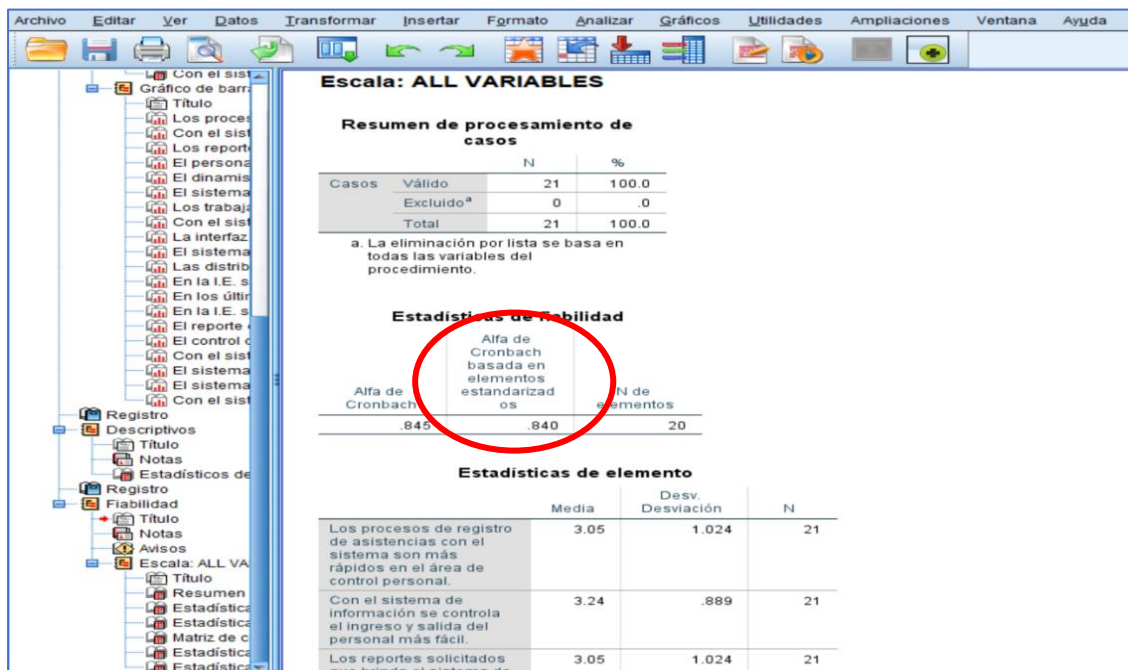 Archivo Editar Ver Datos Transformar Insertar Formato Analizar Gráficos Utilidades Ampliaciones Ventana Ayuda
Con el sist
Gráfico de barr
Título
Los proces
Con el sist
Los report
El persona
El dinamis
El sistema
Los trabaj
Con el sist
La interfaz
El sistema
Las distrib
En la I.E. s
En los últin
En la I.E. s
El reporte
El control
Con el sist
El sistema
El sistema
Con el sist
Registro
Descriptivos
Título
Notas
Estadísticos de
Registro
Fiabilidad
Título
Notas
Avisos
Escala: ALL VA
Título
Resumen
Estadística
Estadística
Matriz de c
Estadística
Estadística
Escala: ALL VARIABLES
Resumen de procesamiento de
casos
N %
Casos Válido 21 100.0
Excluido a 0 .0
Total 21 100.0
a. La eliminación por lista se basa en
todas las variables del
procedimiento.
Estadísticas de fiabilidad
Alfa de
Cronbach
Alfa de
Cronbach
basada en
elementos
estandarizad
os
N de
elementos
.845 .840 20
Estadísticas de elemento
Media Desv. Desviación N
Los procesos de registro 3.05 1.024 21
de asistencias con el
sistema son más
rápidos en el área de
control personal.
Con el sistema de 3.24 .889 21
información se controla
el ingreso y salida del
personal más fácil.
Los reportes solicitados 3.05 1.024 21